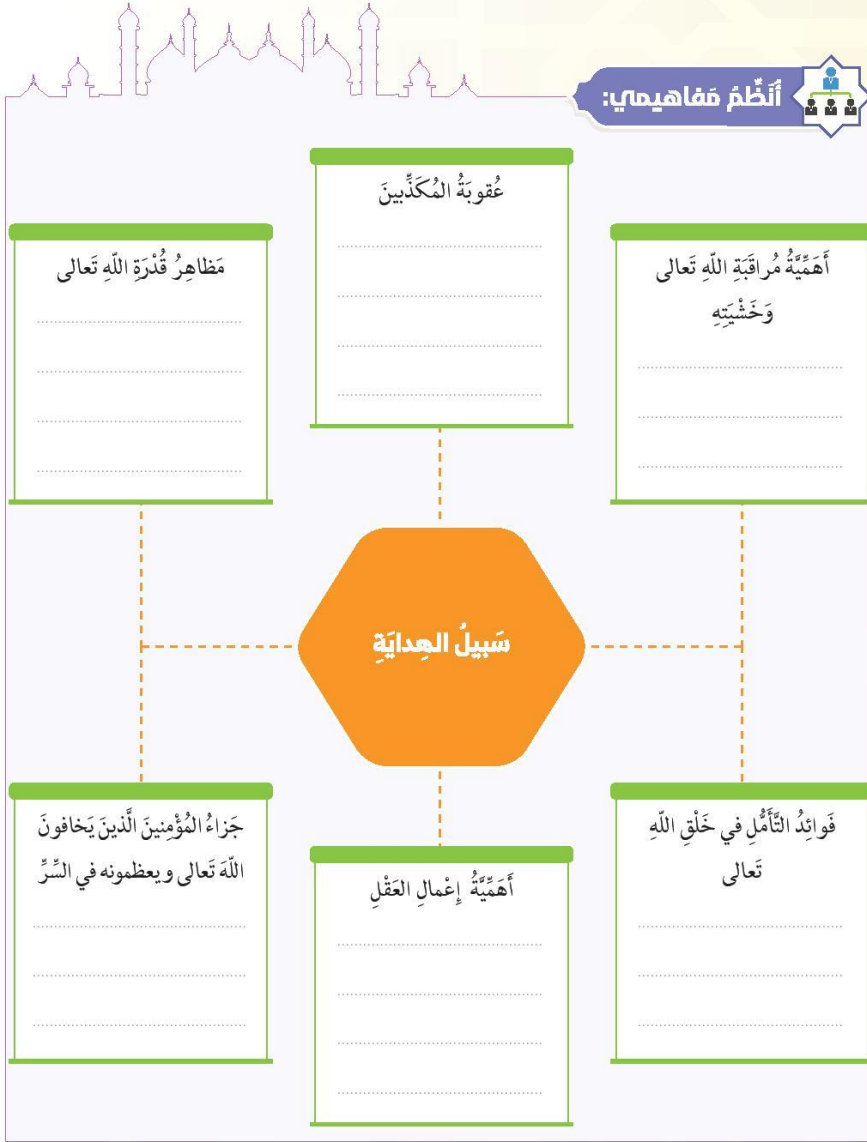 أُنَظِّمُ مَفاهيمي:
عُقوبَةُ المُكَذِّبينَ
أَهَمِّيَّةُ مُراقَبَةِ اللّهِ تَعالى
وَخَشْيَتِهِ
مَظاهِرُ قُدْرَةِ اللّهِ تَعالى
سَبيلُ الهِدايَةِ
فَوائِدُ التَّأَمُّلِ في خَلْقِ اللّهِ
تَعالى
أَهَمِّيَّةُ إِعْمالِ العَقْلِ
جَزاءُ المُؤْمِنينَ الَّذينَ يَخافونَ
اللّهَ تَعالى ويعظمونه في السِّرِّ